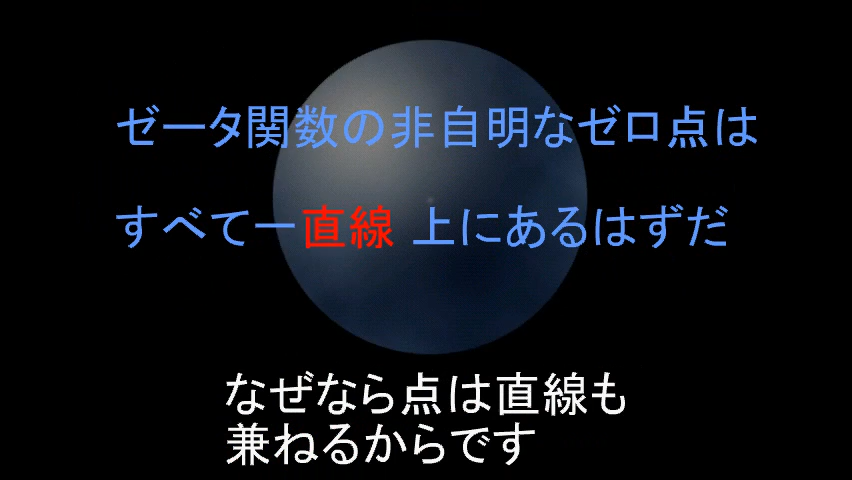 ゼータ関数の非自明なゼロ点は
すべて一直線 上にあるはずだ
なぜなら点は直線も
兼ねるからです